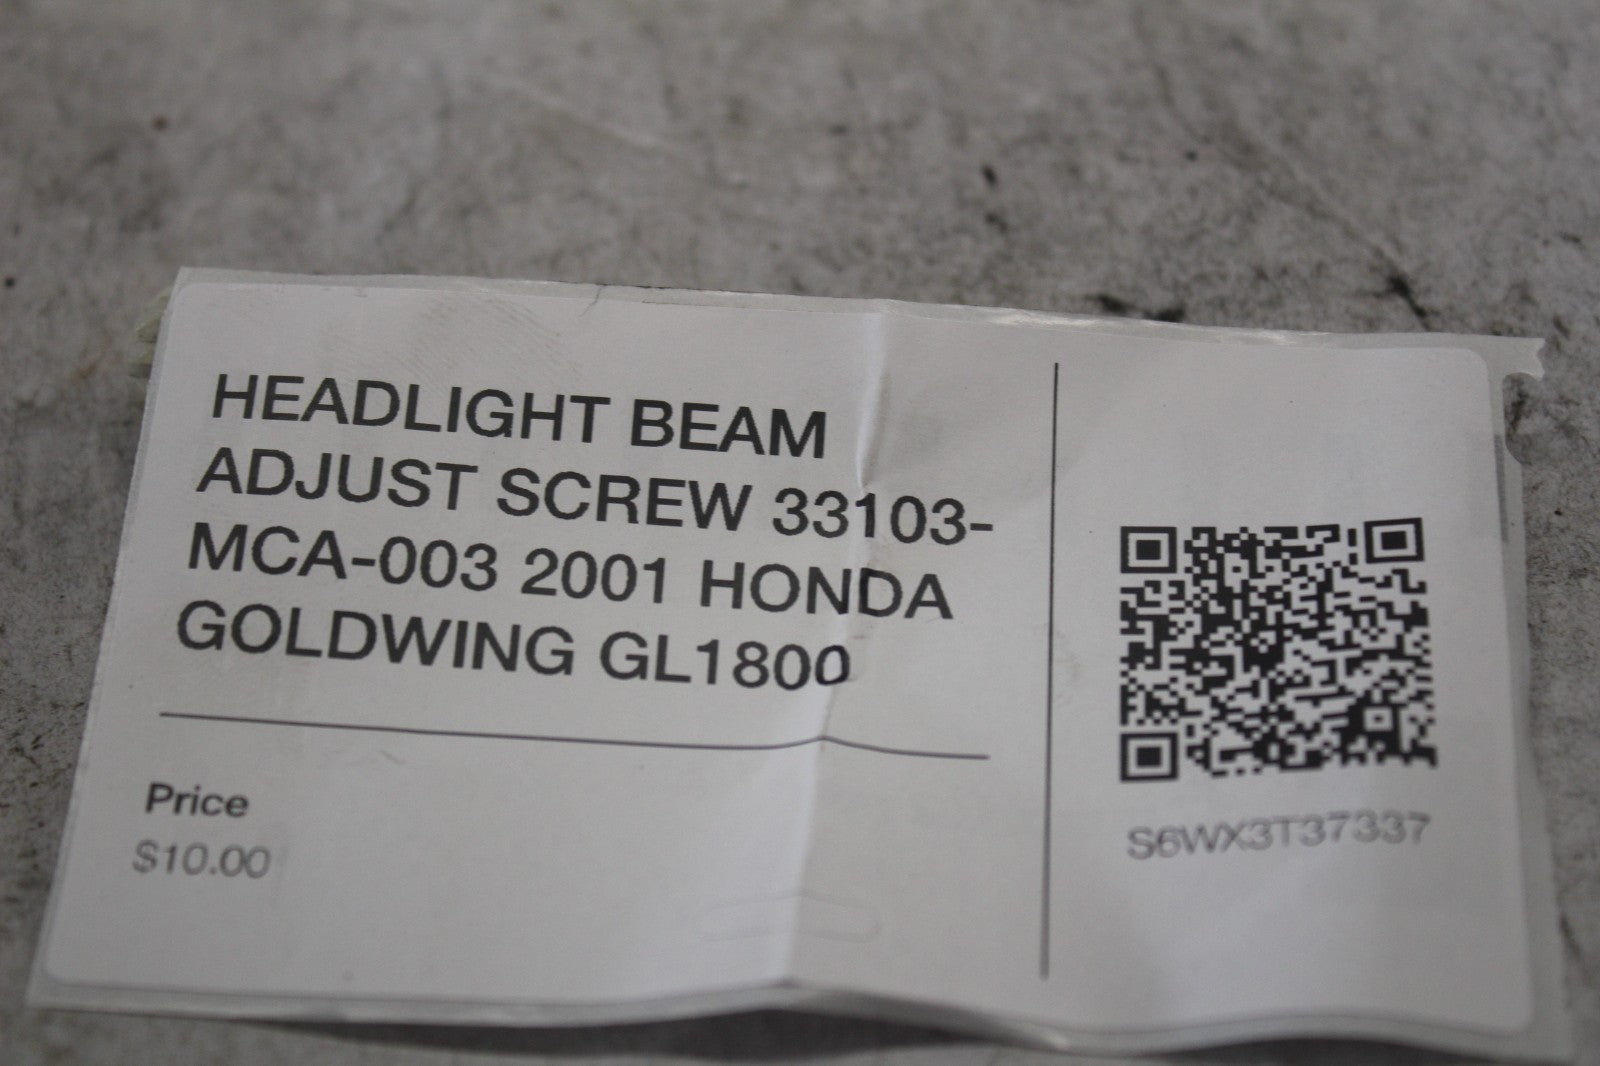 HEADLIGHT BEAM
ADJUST SCREW 33103-
MCA-003 2001 HONDA
GOLDWING GL1800
Price
$10.00
S6WX3T37337